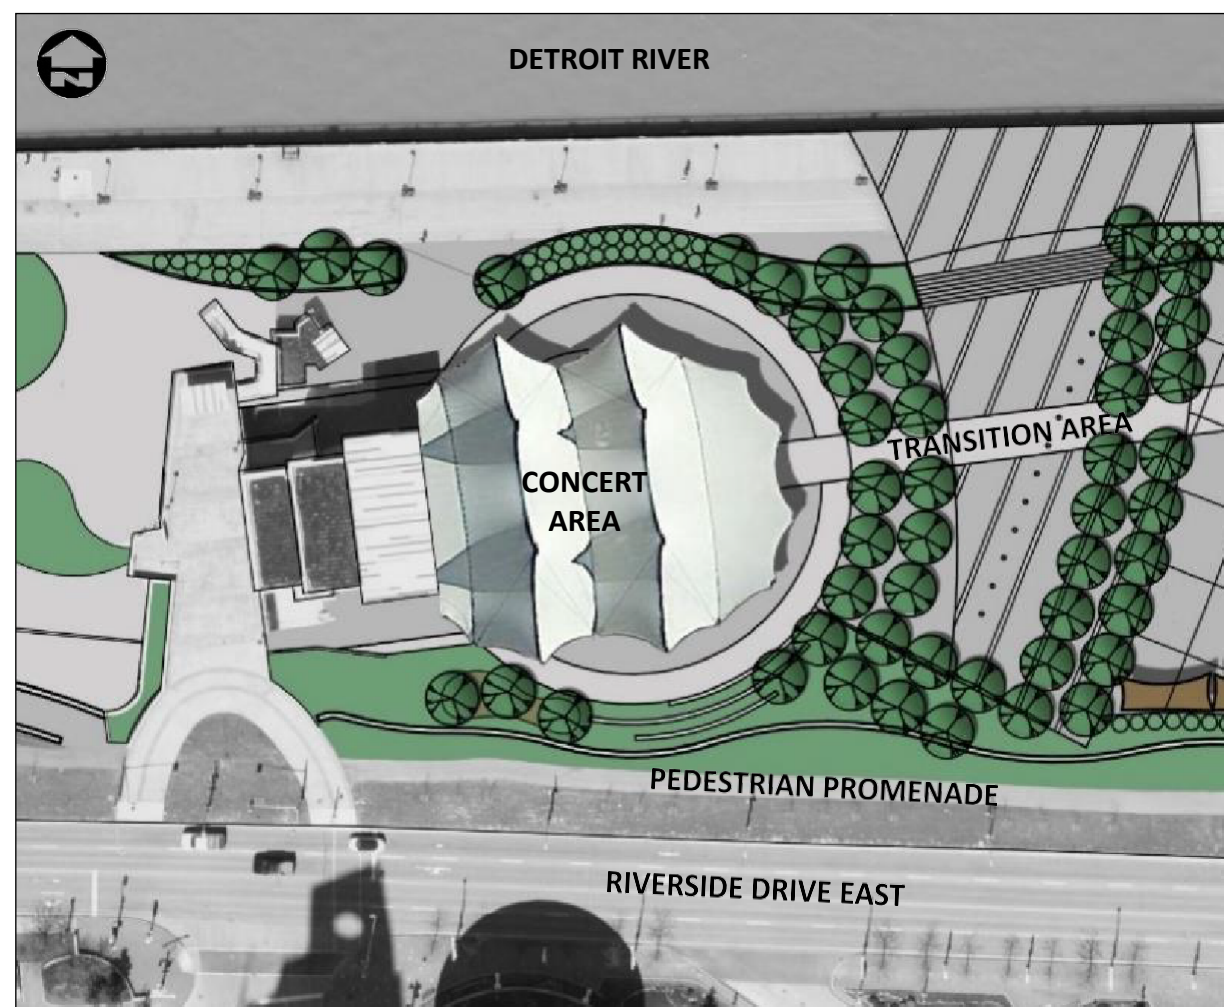 DETROIT RIVER
N
TRANSITION AREA
CONCERT
AREA
PEDESTRIAN PROMENADE
RIVERSIDE DRIVE EAST